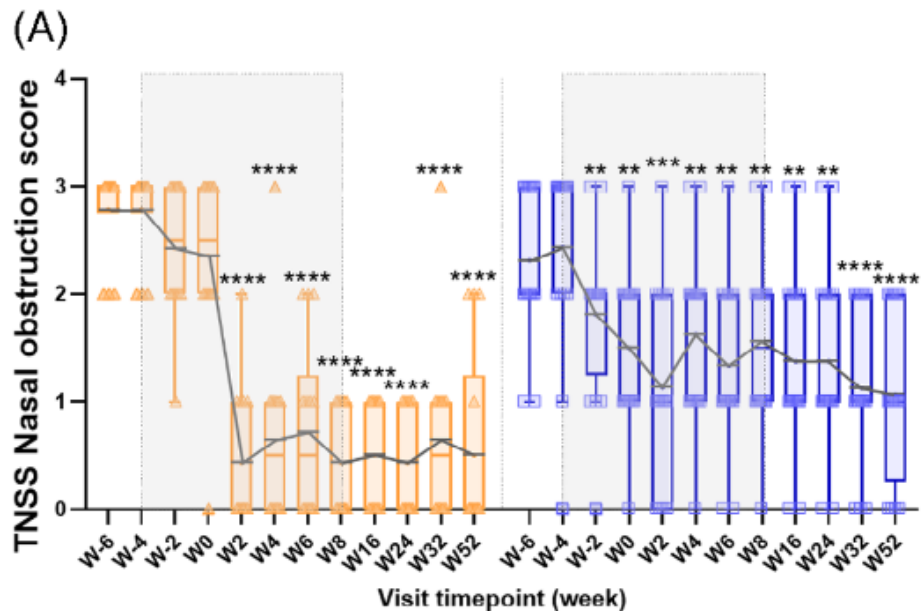 (A)
TNSS Nasal obstruction score
4
3
2
1
0
**** **** ** ** *** ** ** ** ** **
**** **** **** **** ****
**** **** ****
W-6 W-4 W-2 W0 W2 W4 W6 W8 W16 W24 W32 W52 W-6 W-4 W-2 W0 W2 W4 W6 W8 W16 W24 W32 W52
Visit timepoint (week)